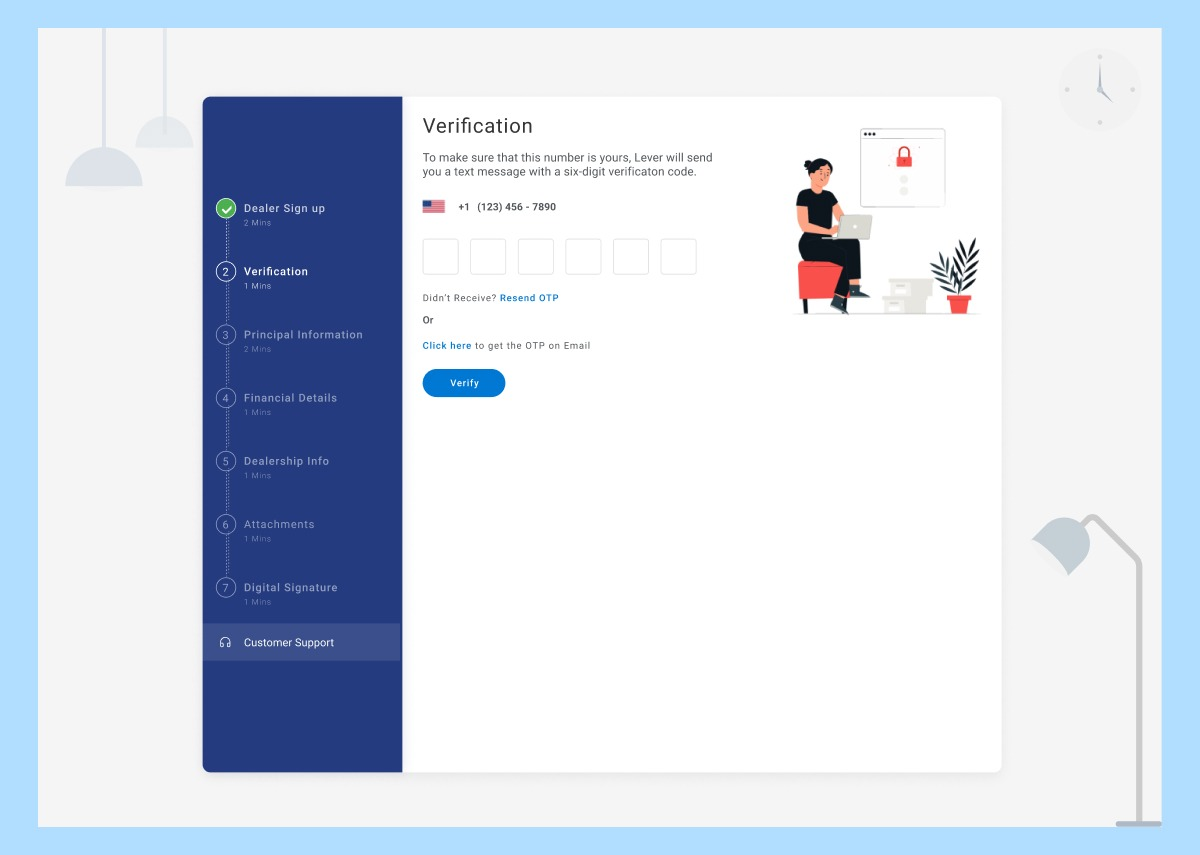 Dealer Sign up
2 Mins
2
Verification
1 Mins
3
Principal Information
2 Mins
4
Financial Details
1 Mins
5
Dealership Info
1 Mins
6
Attachments
1 Mins
7
Digital Signature
1 Mins
Customer Support
Verification
To make sure that this number is yours, Lever will send
you a text message with a six-digit verificaton code.
+1 (123) 456 - 7890
Didn't Receive? Resend OTP
Or
Click here to get the OTP on Email
Verify